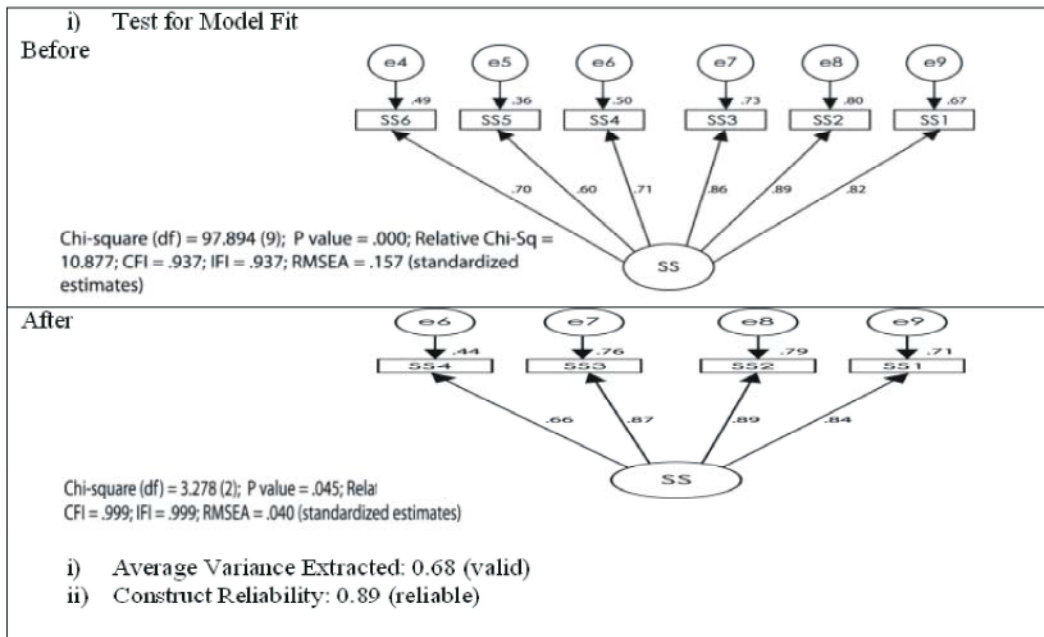 i) Test for Model Fit
Before
e4 e5 e6 e7 e8 e9
.49 .36 .50 .73 .80 .67
SS6 SS5 SS4 SS3 SS2 SS1
.70 .60 .71 .86 .89 .82
SS
Chi-square (df) = 97.894 (9); P value = .000; Relative Chi-Sq =
10.877; CFI = .937; IFI = .937; RMSEA = .157 (standardized
estimates)
After
e6 e7 e8 e9
.44 .76 .79 .71
SS4 SS3 SS2 SS1
.66 .87 .89 .84
SS
Chi-square (df) = 3.278 (2); P value = .045; Rela
CFI = .999; IFI = .999; RMSEA = .040 (standardized estimates)
i) Average Variance Extracted: 0.68 (valid)
ii) Construct Reliability: 0.89 (reliable)